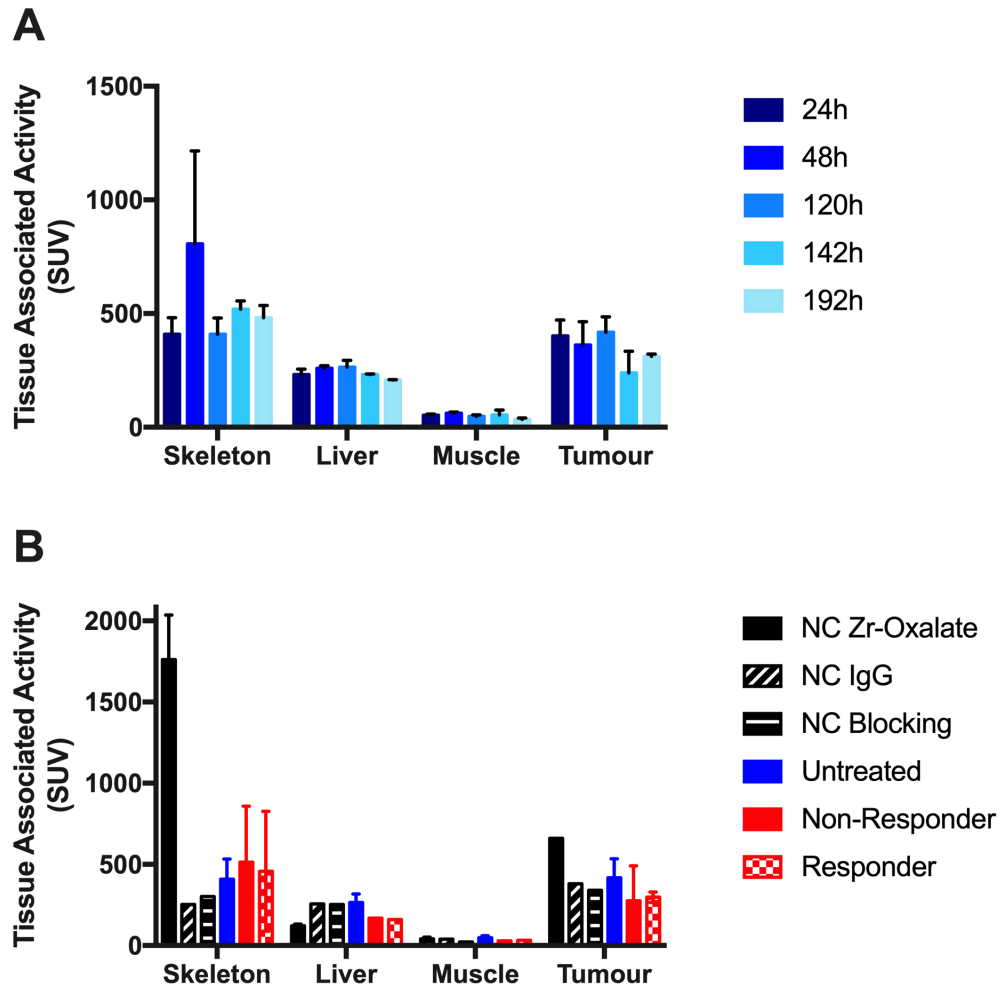 A
Tissue Associated Activity
(SUV)
1500
1000
500
0
Skeleton Liver Muscle Tumour
24h
48h
120h
142h
192h
B
Tissue Associated Activity
(SUV)
2000
1500
1000
500
0
Skeleton Liver Muscle Tumour
NC Zr-Oxalate
NC IgG
NC Blocking
Untreated
Non-Responder
Responder